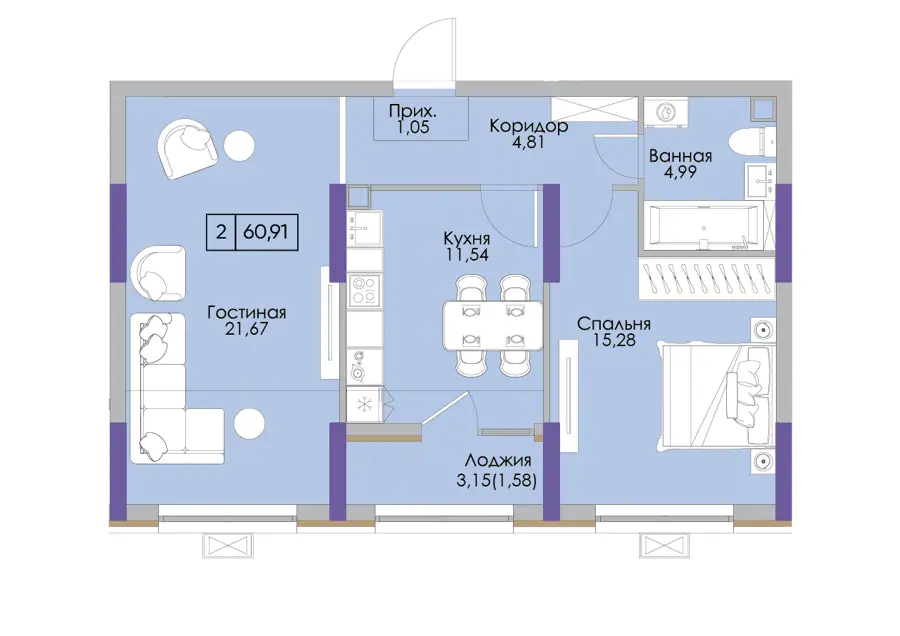 Прих.
1,05
Коридор
4,81
Ванная
4,99
2 60,91
Кухня
11,54
Гостиная
21,67
Спальня
15,28
Лоджия
3,15(1,58)